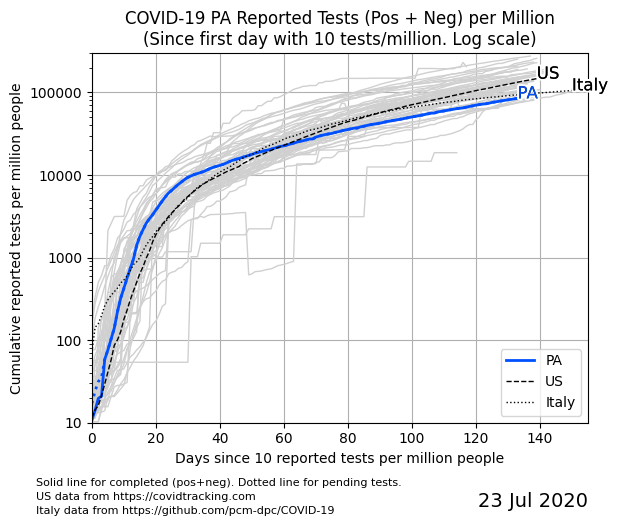 COVID-19 PA Reported Tests (Pos + Neg) per Million
(Since first day with 10 tests/million. Log scale)
Cumulative reported tests per million people
100000
10000
1000
100
10
US
Italy
PA
PA
US
Italy
0 20 40 60 80 100 120 140
Days since 10 reported tests per million people
Solid line for completed (pos+neg). Dotted line for pending tests.
US data from https://covidtracking.com
Italy data from https://github.com/pcm-dpc/COVID-19
23 Jul 2020